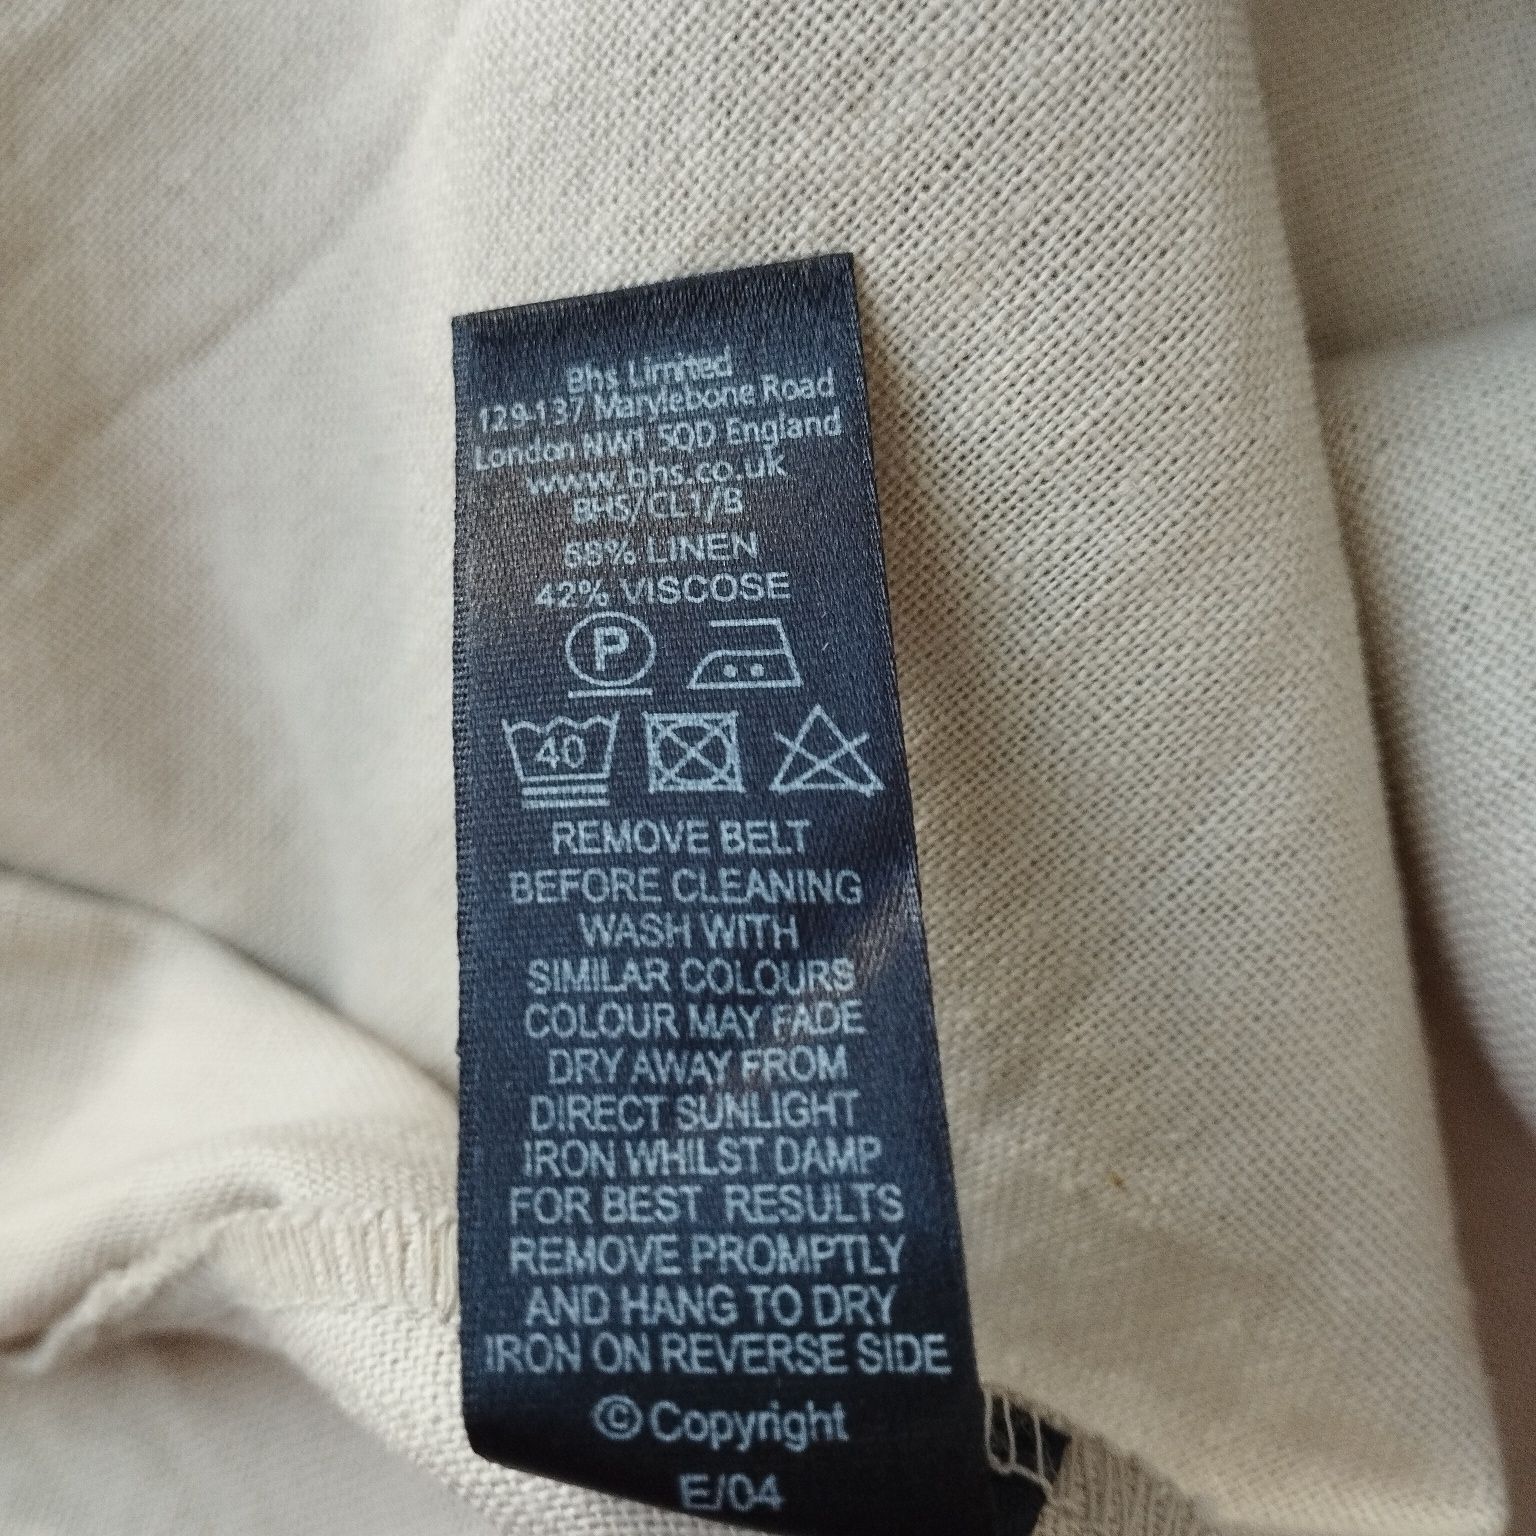 Bhs Limited
129-137 Marylebone Road
London NW1 5QD England
www.bhs.co.uk
BHS/CL1/B
58% LINEN
42% VISCOSE
P
40
REMOVE BELT
BEFORE CLEANING
WASH WITH
SIMILAR COLOURS
COLOUR MAY FADE
DRY AWAY FROM
DIRECT SUNLIGHT
IRON WHILST DAMP
FOR BEST RESULTS
REMOVE PROMPTLY
AND HANG TO DRY
IRON ON REVERSE SIDE
© Copyright
E/04